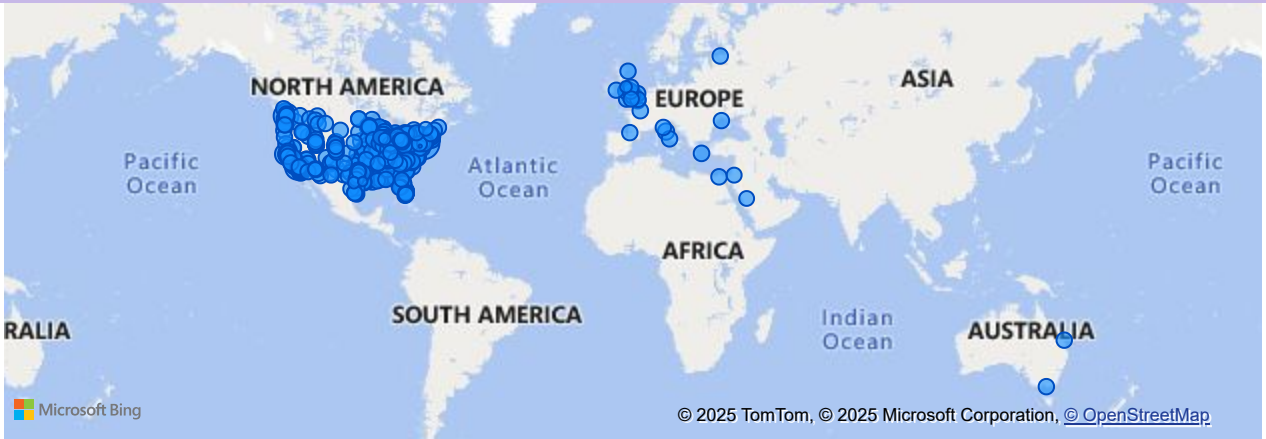 NORTH AMERICA
ASIA
EUROPE
Pacific
Ocean
Atlantic
Ocean
Pacific
Ocean
AFRICA
SOUTH AMERICA
Indian
Ocean
RALIA
AUSTRALIA
Microsoft Bing
© 2025 TomTom, © 2025 Microsoft Corporation, © OpenStreetMap